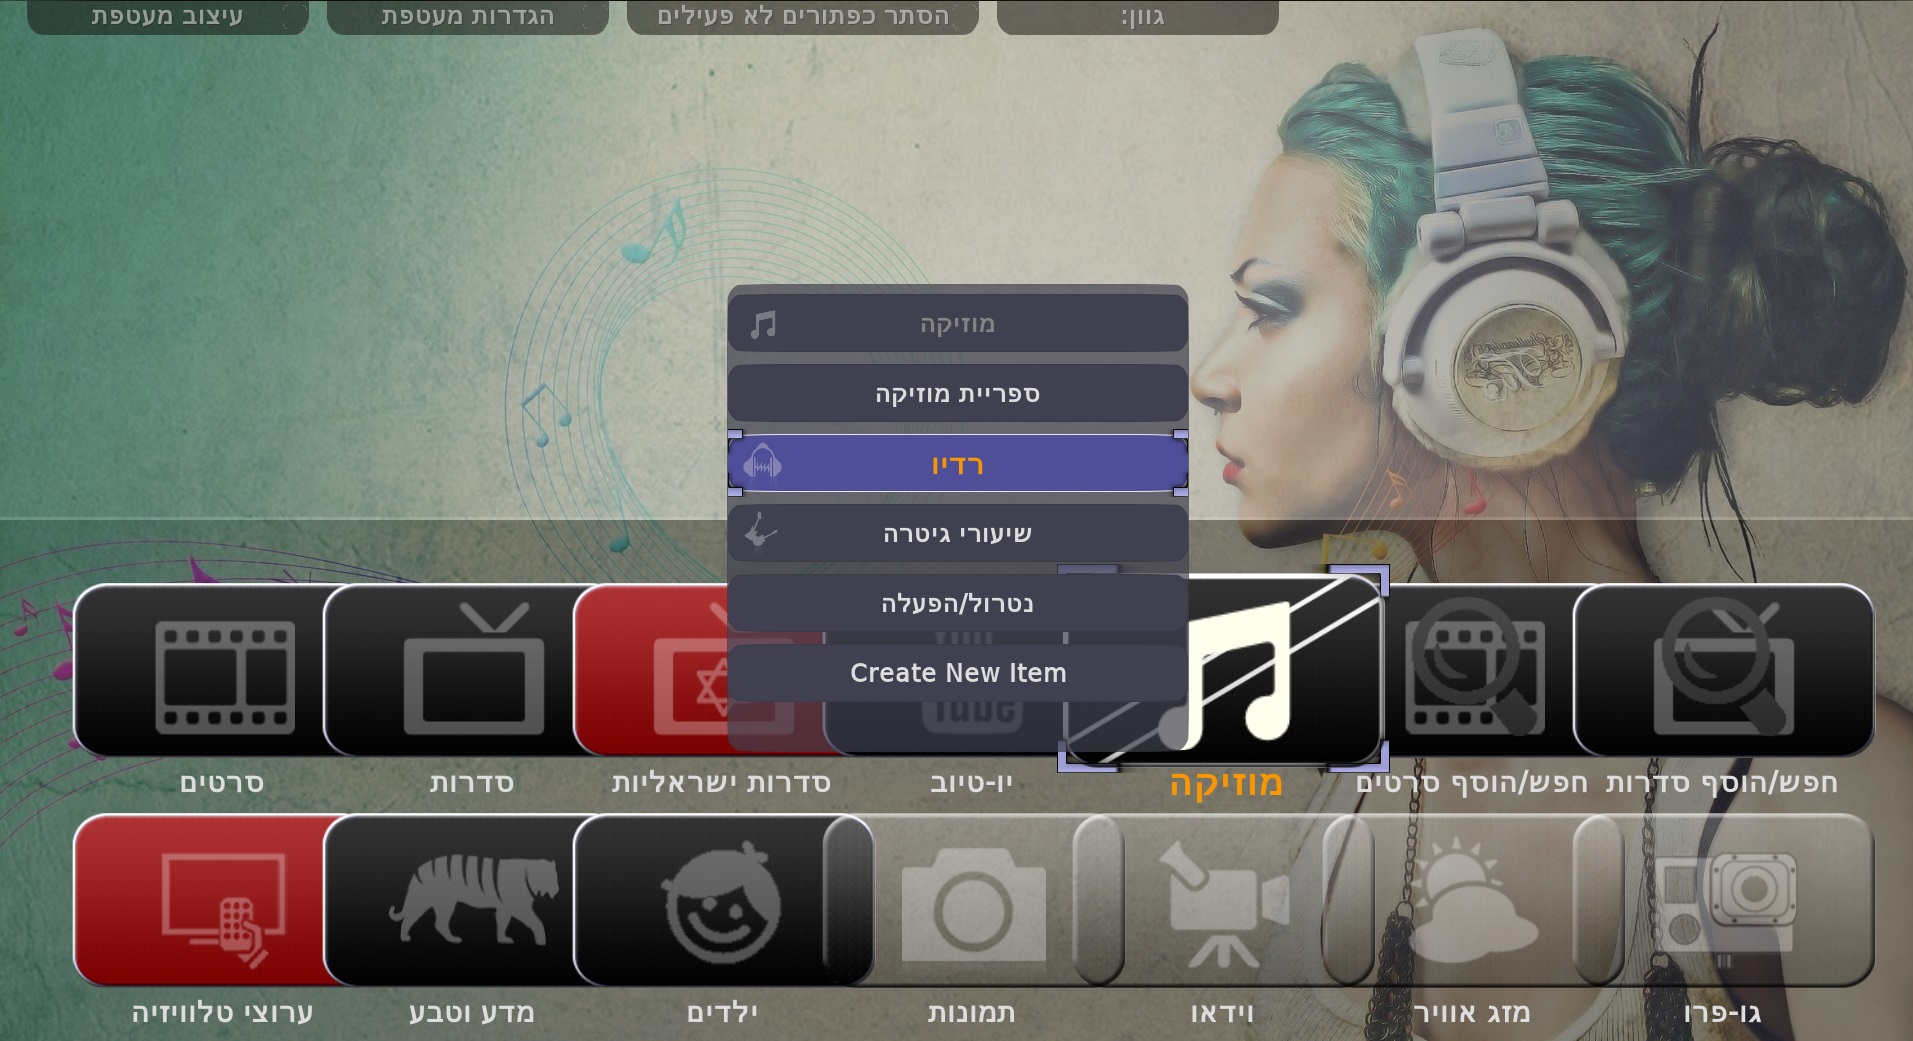 גוון:
הסתר כפתורים לא פעילים
הגדרות מעטפת
עיצוב מעטפת
מוזיקה
ספריית מוזיקה
רדיו
שיעורי גיטרה
נטרול/הפעלה
Create New Item
You
Tube
חפש/הוסף סדרות
חפש/הוסף סרטים
מוזיקה
יו-טיוב
סדרות ישראליות
סדרות
סרטים
גו-פרו
מזג אוויר
וידאו
תמונות
ילדים
מדע וטבע
ערוצי טלוויזיה